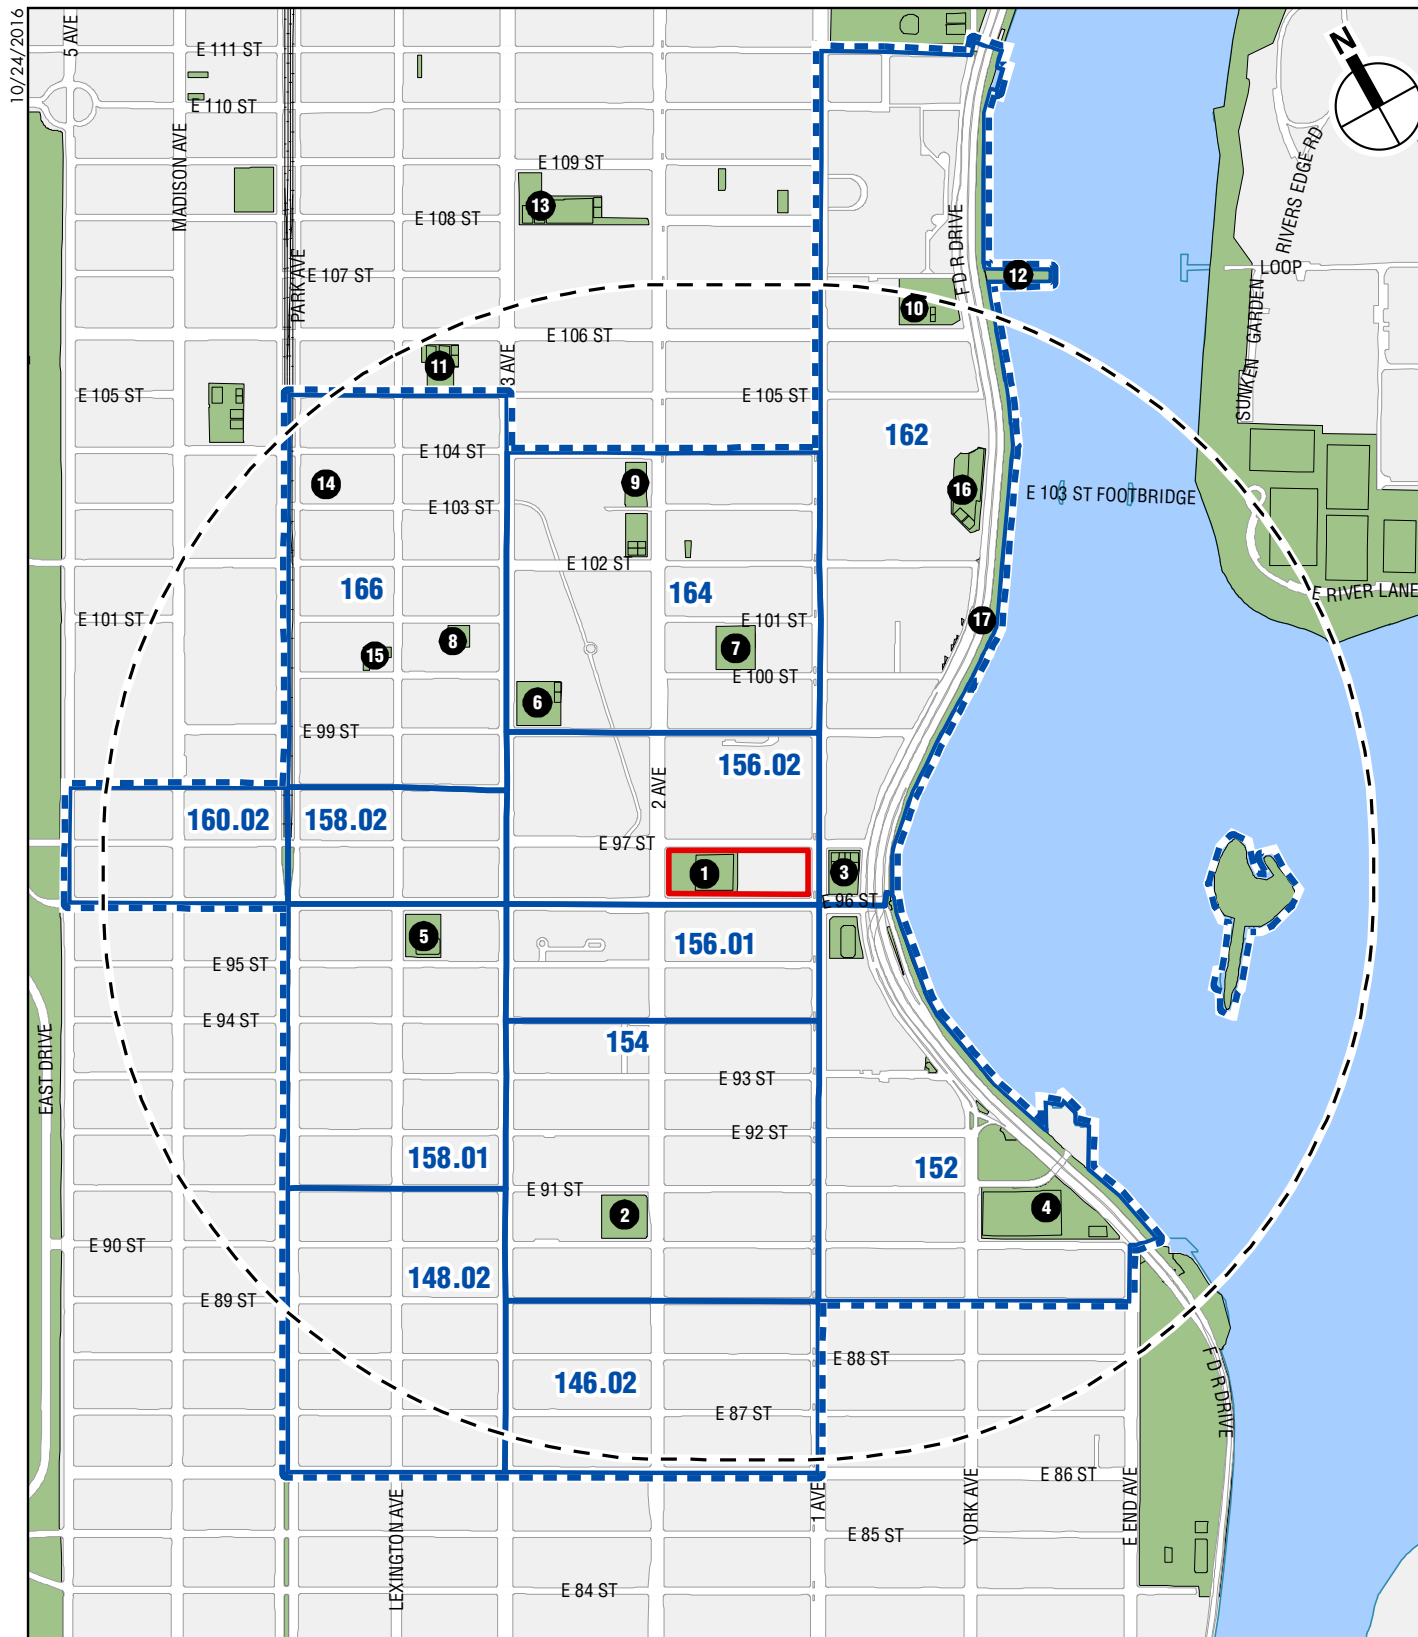 10/24/2016
5 AVE
E 111 ST
E 110 ST
MADISON AVE
N
E 109 ST
13
E 108 ST
RIVERS EDGE RD
PARK AVE
E 107 ST
F D R DRIVE
12
LOOP
10
SUNKEN GARDEN
E 106 ST
11
3 AVE
E 105 ST
E 105 ST
162
E 104 ST
14
9
16
E 103 ST FOOTBRIDGE
E 103 ST
E 102 ST
166
164
E RIVER LANE
E 101 ST
E 101 ST
17
8
15
7
E 100 ST
6
E 99 ST
156.02
2 AVE
160.02
158.02
E 97 ST
1
3
E 96 ST
5
156.01
E 95 ST
E 94 ST
154
EAST DRIVE
E 93 ST
E 92 ST
158.01
152
E 91 ST
2
4
E 90 ST
148.02
E 89 ST
E 88 ST
146.02
F D R DRIVE
E 87 ST
E 86 ST
LEXINGTON AVE
1 AVE
YORK AVE
E END AVE
E 85 ST
E 84 ST